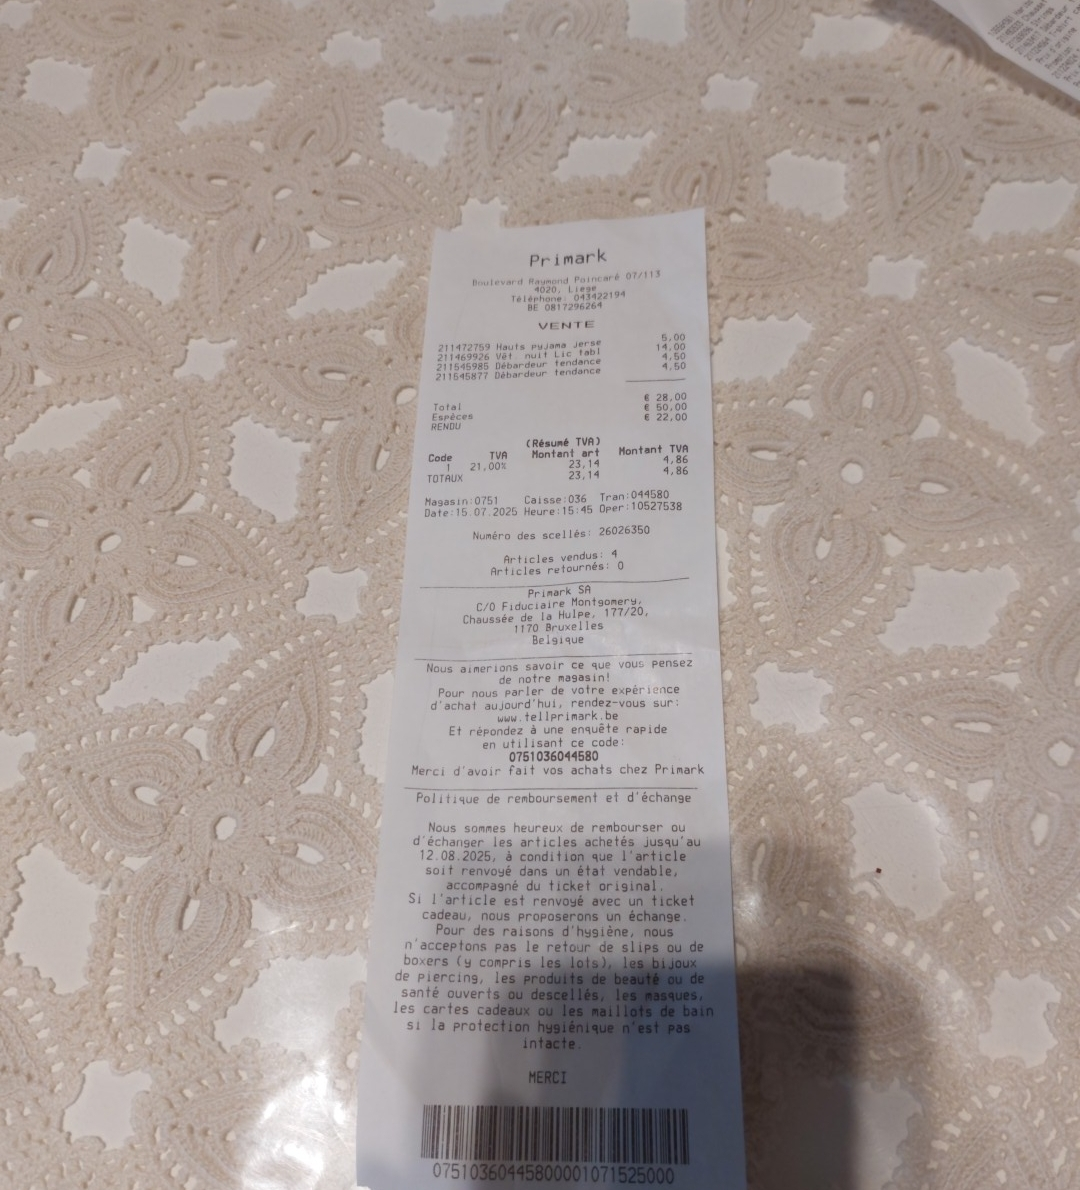 Primark
Boulevard Raymond Poincaré 07/113
4020, Liege
Téléphone: 043422194
BE 0817296264
VENTE
211472759 Hauts pyjama jerse 5,00
211469926 Vêt nuit Lic tabl 14,00
211545985 Débardeur tendance 4,50
211545877 Débardeur tendance 4,50
Total € 28,00
Espèces € 50,00
RENDU € 22,00
(Résumé TVA)
Code TVA Montant art Montant TVA
1 21,00% 23,14 4,86
TOTAUX 23,14 4,86
Magasin:0751 Caisse:036 Tran:044580
Date:15.07.2025 Heure:15:45 Oper:10527538
Numéro des scellés: 26026350
Articles vendus: 4
Articles retournés: 0
Primark SA
C/O Fiduciaire Montgomery,
Chaussée de la Hulpe, 177/20,
1170 Bruxelles
Belgique
Nous aimerions savoir ce que vous pensez
de notre magasin!
Pour nous parler de votre expérience
d'achat aujourd'hui, rendez-vous sur:
www.tellprimark.be
Et répondez à une enquête rapide
en utilisant ce code:
0751036044580
Merci d'avoir fait vos achats chez Primark
Politique de remboursement et d'échange
Nous sommes heureux de rembourser ou
d'échanger les articles achetés jusqu'au
12.08.2025, à condition que l'article
soit renvoyé dans un état vendable,
accompagné du ticket original.
Si l'article est renvoyé avec un ticket
cadeau, nous proposerons un échange.
Pour des raisons d'hygiène, nous
n'acceptons pas le retour de slips ou de
boxers (y compris les lots), les bijoux
de piercing, les produits de beauté ou de
santé ouverts ou descellés, les masques,
les cartes cadeaux ou les maillots de bain
si la protection hygiénique n'est pas
intacte.
MERCI
07510360445800001071525000